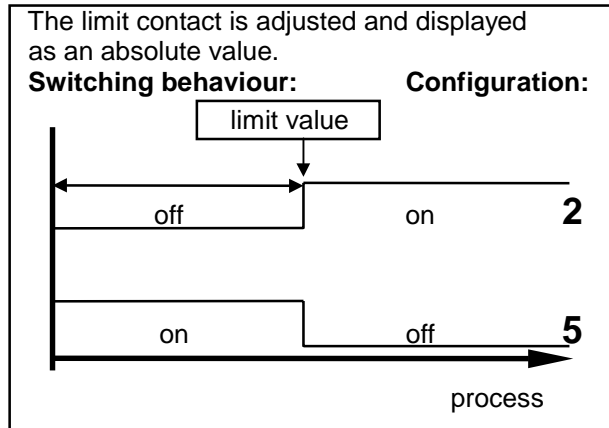 The limit contact is adjusted and displayed
as an absolute value.
Switching behaviour: Configuration:
limit value
off on 2
on off 5
process